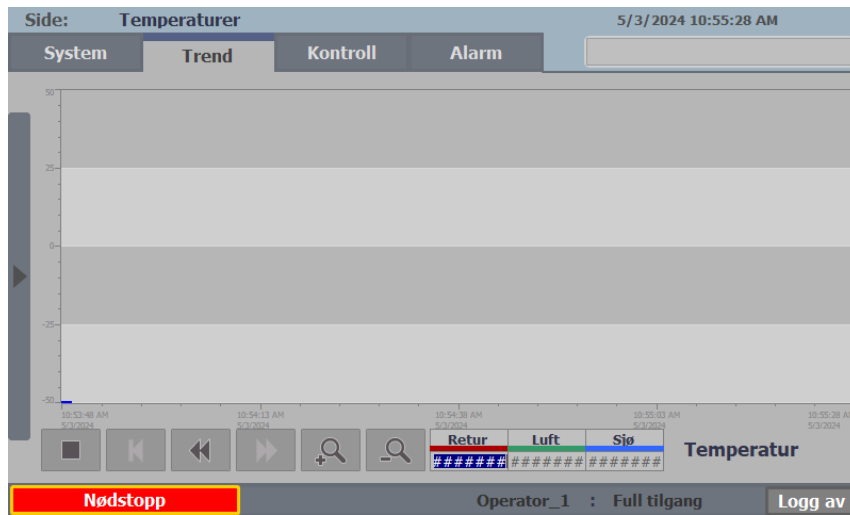 Side: Temperaturer 5/3/2024 10:55:28 AM
System Trend Kontroll Alarm
50
25
0
-25
-50
10:53:48 AM 10:54:13 AM 10:54:38 AM 10:55:03 AM 10:55:28 A
5/3/2024 5/3/2024 5/3/2024 5/3/2024 5/3/2024
Retur Luft Sjø Temperatur
####### ####### #######
Nødstopp Operator_1 : Full tilgang Logg av